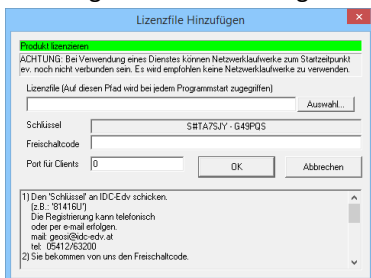 Lizenzfile Hinzufügen
Produkt lizenzieren
ACHTUNG: Bei Verwendung eines Dienstes können Netzwerklaufwerke zum Startzeitpunkt
ev. noch nicht verbunden sein. Es wird empfohlen keine Netzwerklaufwerke zu verwenden.
Lizenzfile (Auf diesen Pfad wird bei jedem Programmstart zugegriffen)
Auswahl...
Schlüssel
S#TA7SJY - G49PQS
Freischaltcode
Port für Clients
0
OK
Abbrechen
1) Den 'Schlüssel' an IDC-Edv schicken.
(z.B.: '81416U')
Die Registrierung kann telefonisch
oder per e-mail erfolgen.
mail: geosi@idc-edv.at
tel: 05412/63200
2) Sie bekommen von uns den Freischaltcode.